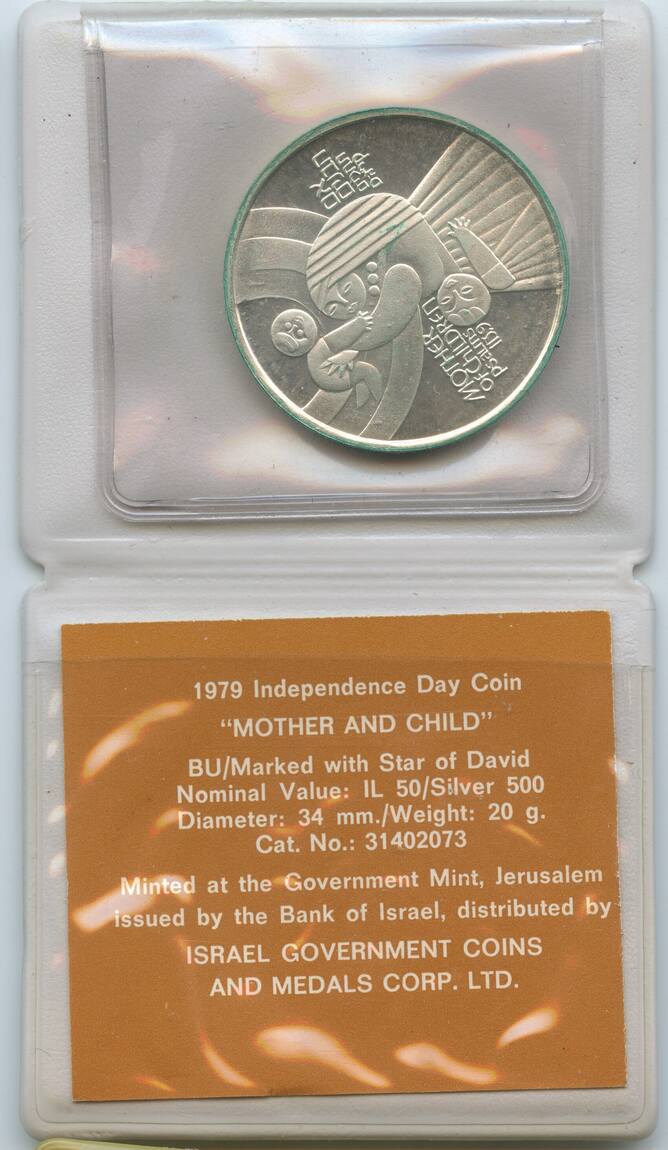 MOTHER
OF CHILDREN
Psalms
113,9
1979 Independence Day Coin
“MOTHER AND CHILD”
BU/Marked with Star of David
Nominal Value: IL 50/Silver 500
Diameter: 34 mm./Weight: 20 g.
Cat. No.: 31402073
Minted at the Government Mint, Jerusalem
issued by the Bank of Israel, distributed by
ISRAEL GOVERNMENT COINS
AND MEDALS CORP. LTD.